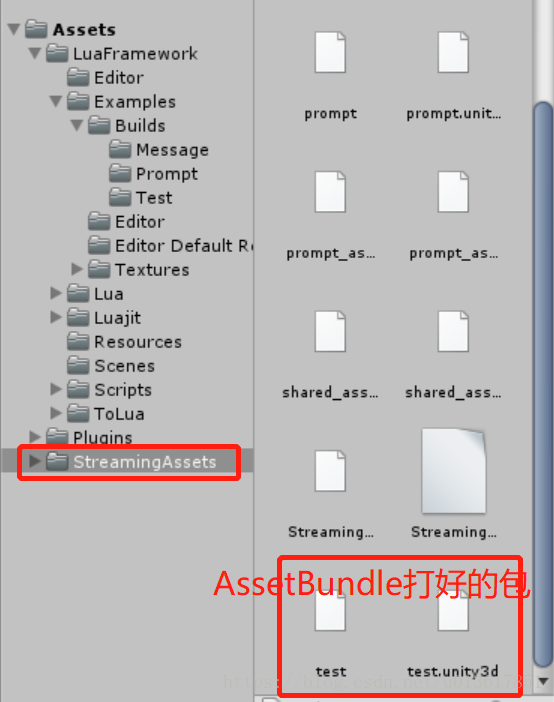 Assets
LuaFramework
Editor
Examples
Builds
Message
Prompt
Test
Editor
Editor Default Re
Textures
Lua
Luajit
Resources
Scenes
Scripts
ToLua
Plugins
StreamingAssets
prompt
prompt.unit...
prompt_as...
prompt_as...
shared_ass...
shared_ass...
Streaming...
Streaming...
AssetBundle打好的包
test
test.unity3d